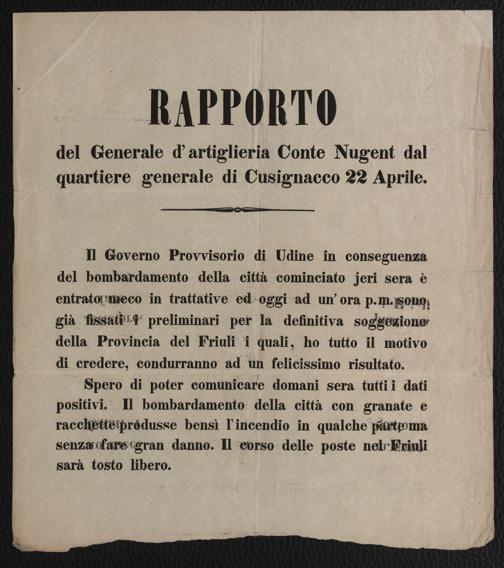 RAPPORTO
del Generale d'artiglieria Conte Nugent dal
quartiere generale di Cusignacco 22 Aprile.
Il Governo Provvisorio di Udine in conseguenza
del bombardamento della città cominciato jeri sera è
entrato meco in trattative ed oggi ad un'ora p.m. sono
già fissati i preliminari per la definitiva soggezione
della Provincia del Friuli i quali, ho tutto il motivo
di credere, condurranno ad un felicissimo risultato.
Spero di poter comunicare domani sera tutti i dati
positivi. Il bombardamento della città con granate e
racchette produsse bensì l'incendio in qualche parte, ma
senza fare gran danno. Il corso delle poste nel Friuli
sarà tosto libero.